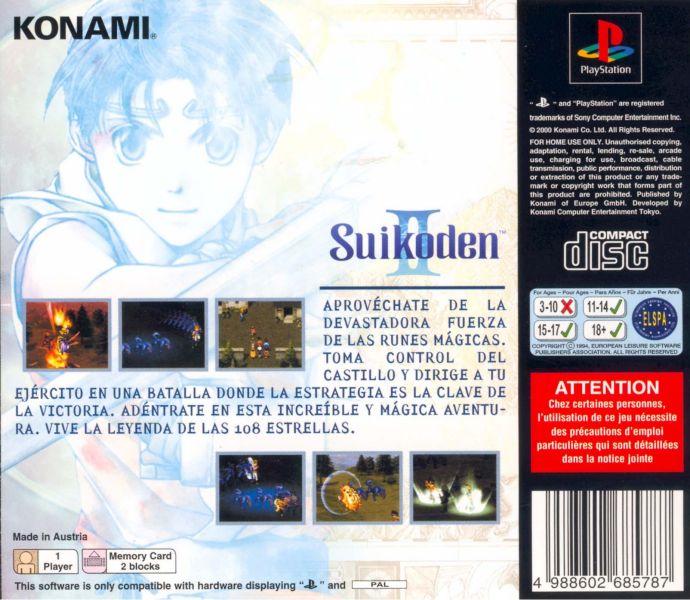 KONAMI®
Suikoden II™
APROVÉCHATE DE LA
DEVASTADORA FUERZA
DE LAS RUNES MÁGICAS.
TOMA CONTROL DEL
CASTILLO Y DIRIGE A TU
EJÉRCITO EN UNA BATALLA DONDE LA ESTRATEGIA ES LA CLAVE DE
LA VICTORIA. ADÉNTRATE EN ESTA INCREÍBLE Y MÁGICA AVENTU-
RA. VIVE LA LEYENDA DE LAS 108 ESTRELLAS.
Made in Austria
1
Player
Memory Card
2 blocks
This software is only compatible with hardware displaying " " and PAL
PlayStation
" " and "PlayStation" are registered
trademarks of Sony Computer Entertainment Inc.
© 2000 Konami Co. Ltd. All Rights Reserved.
FOR HOME USE ONLY. Unauthorised copying,
adaptation, rental, lending, re-sale, arcade
use, charging for use, broadcast, cable
transmission, public performance, distribution
or extraction of this product or any trade-
mark or copyright work that forms part of
this product are prohibited. Published by
Konami of Europe GmbH. Developed by
Konami Computer Entertainment Tokyo.
COMPACT
disc
For Ages - Pour Ages - Para Años - Für Jahre - Per Anni
3-10 11-14
15-17 18+
ELSPA
COPYRIGHT © 1994, EUROPEAN LEISURE SOFTWARE
PUBLISHERS ASSOCIATION. ALL RIGHTS RESERVED
ATTENTION
Chez certaines personnes,
l'utilisation de ce jeu nécessite
des précautions d'emploi
particulières qui sont détaillées
dans la notice jointe
4 988602 685787